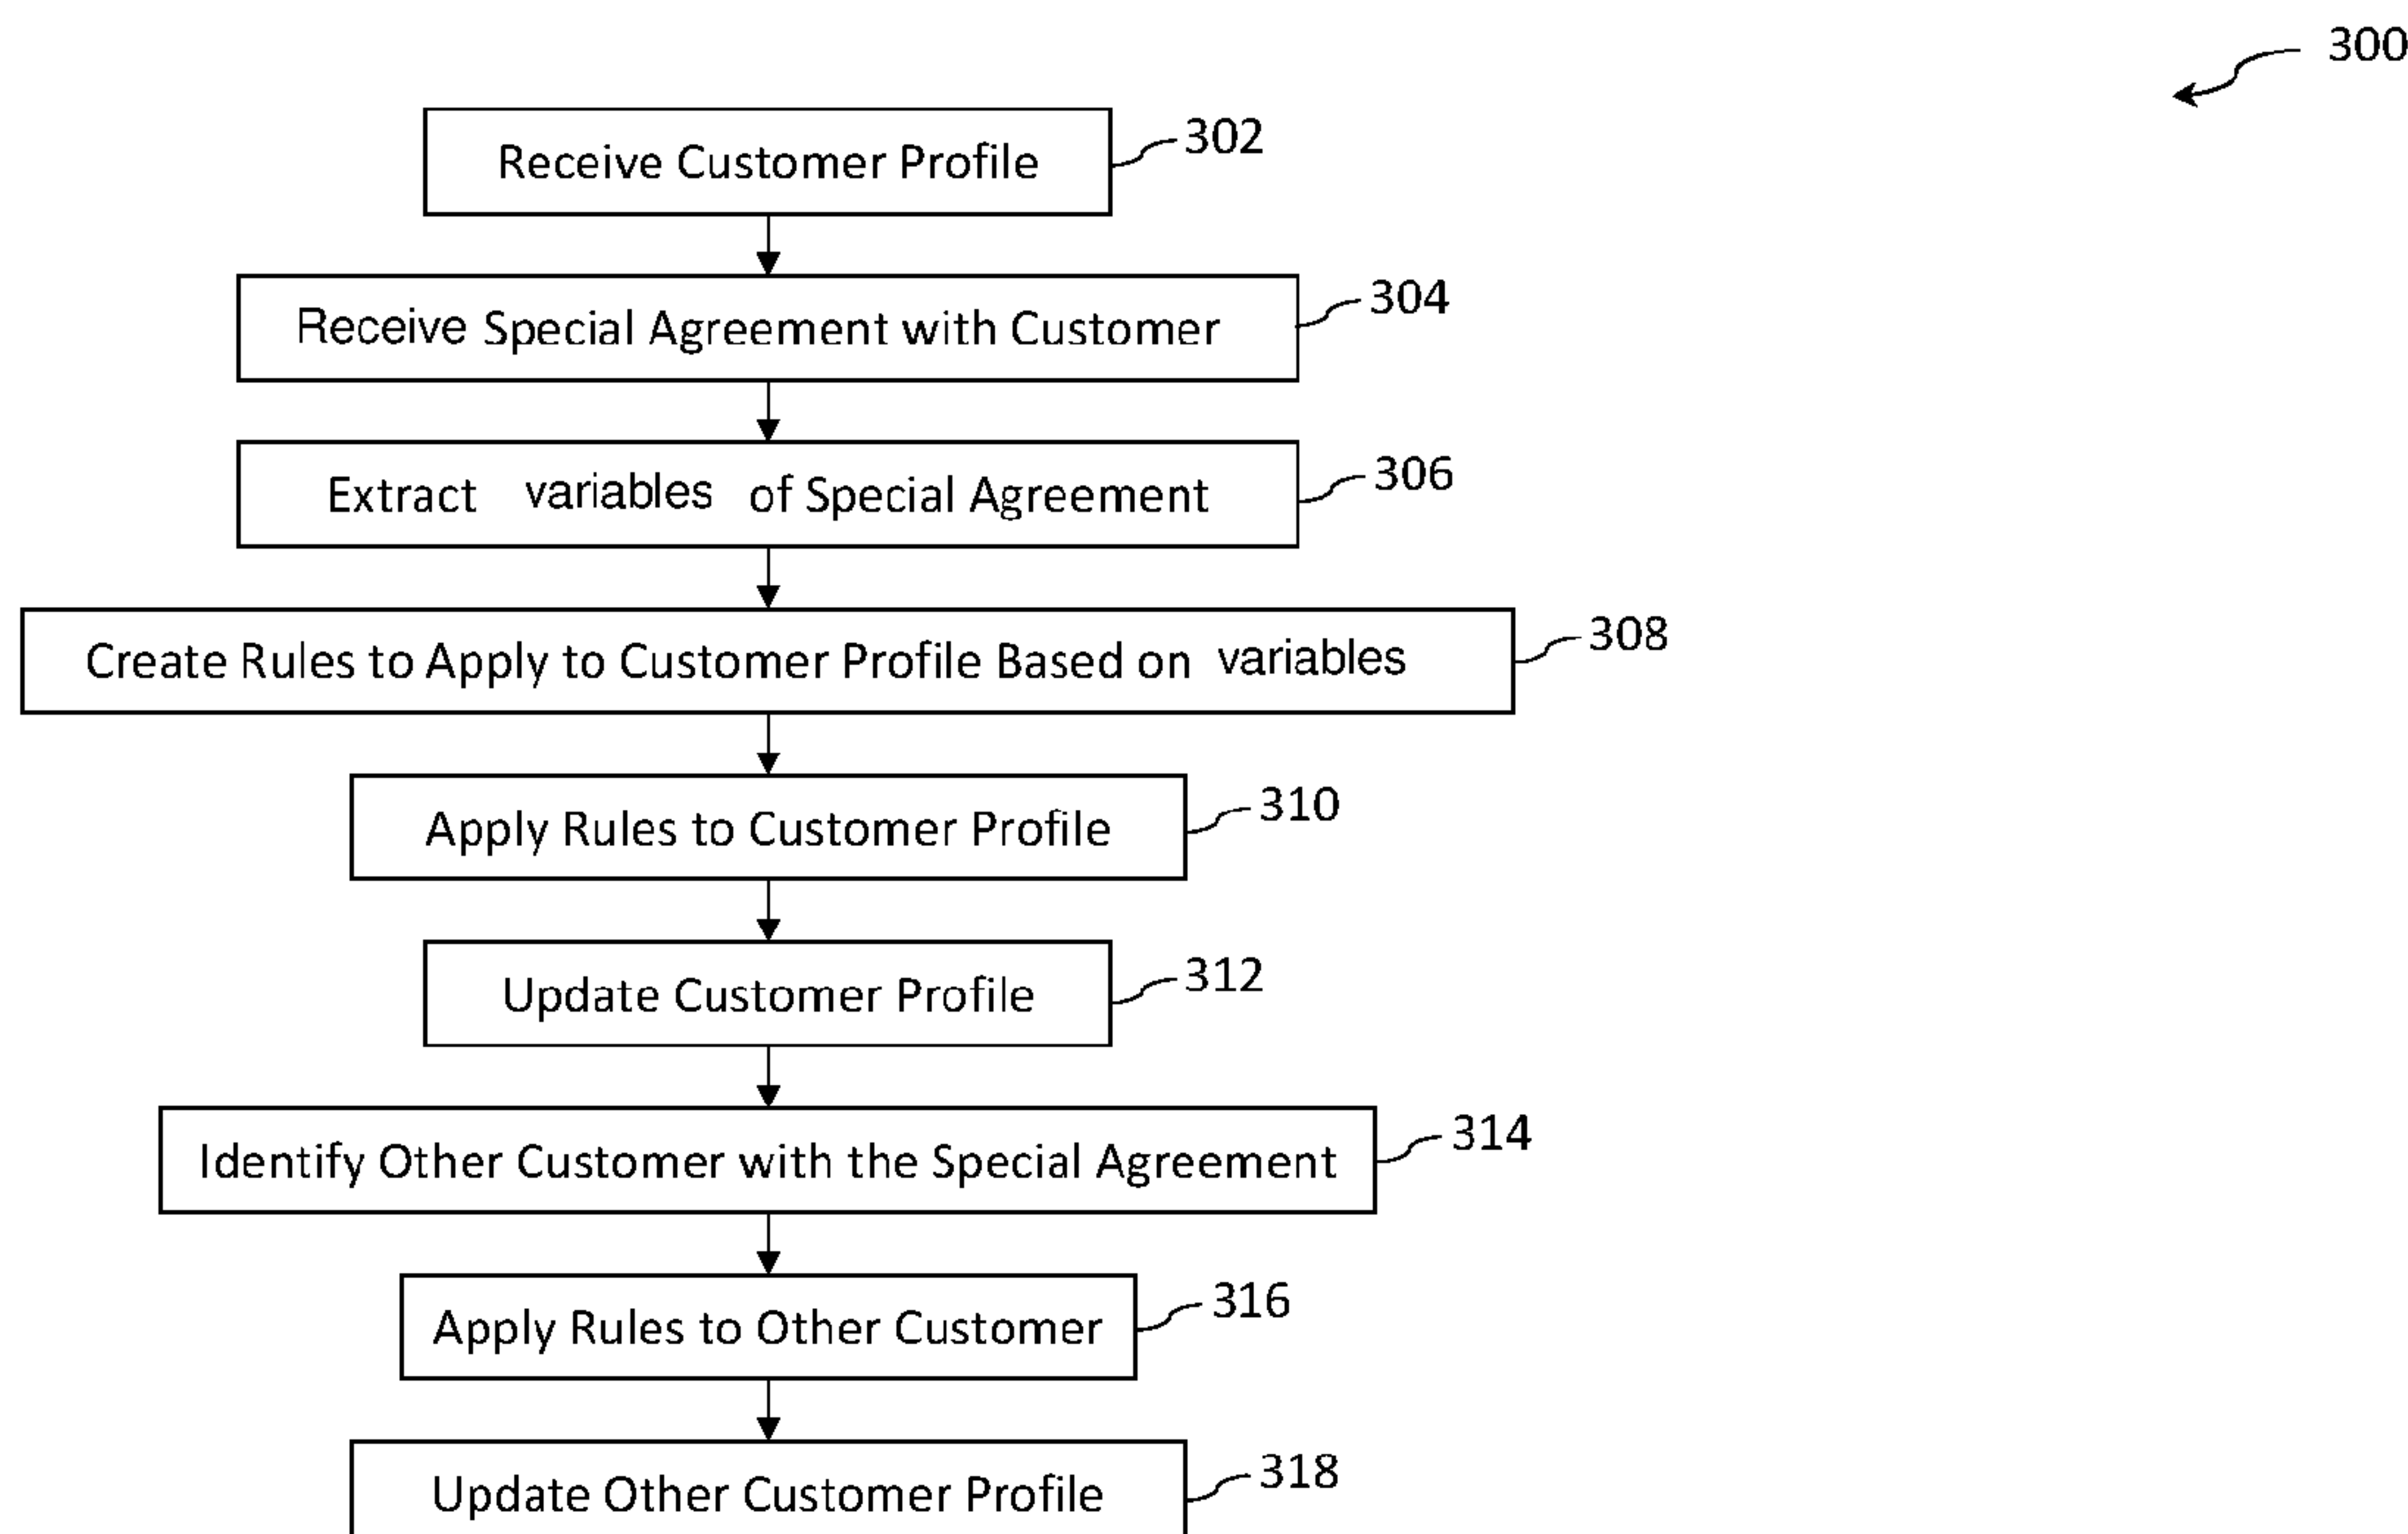 300
Receive Customer Profile 302
Receive Special Agreement with Customer 304
Extract variables of Special Agreement 306
Create Rules to Apply to Customer Profile Based on variables 308
Apply Rules to Customer Profile 310
Update Customer Profile 312
Identify Other Customer with the Special Agreement 314
Apply Rules to Other Customer 316
Update Other Customer Profile 318